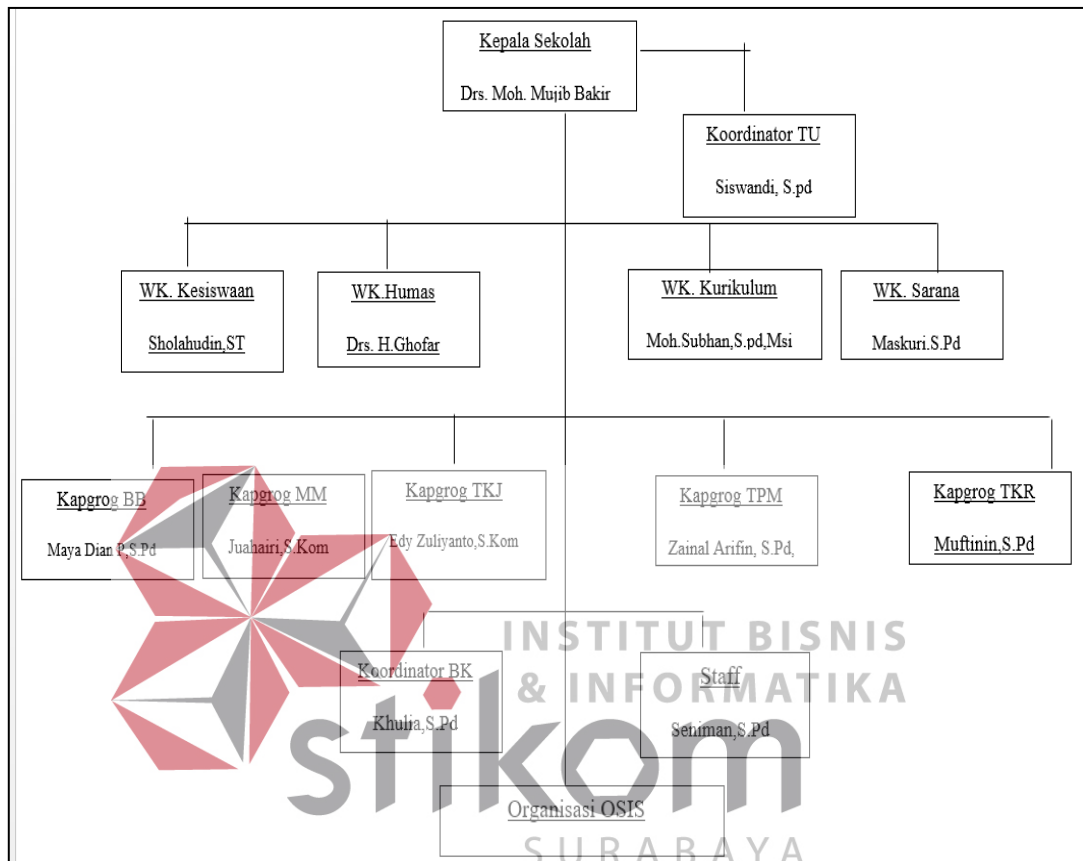 Kepala Sekolah
Drs. Moh. Mujib Bakir
Koordinator TU
Siswandi, S.pd
WK. Kesiswaan
Sholahudin,ST
WK.Humas
Drs. H.Ghofar
WK. Kurikulum
Moh.Subhan,S.pd,Msi
WK. Sarana
Maskuri.S.Pd
Kapgrog BB
Maya Dian P,S.Pd
Kapgrog MM
Juahairi,S.Kom
Kapgrog TKJ
Edy Zuliyanto,S.Kom
Kapgrog TPM
Zainal Arifin, S.Pd,
Kapgrog TKR
Muftinin,S.Pd
Koordinator BK
Khulia,S.Pd
Staff
Seniman,S.Pd
Organisasi OSIS
INSTITUT BISNIS
& INFORMATIKA
stikom
SURABAYA